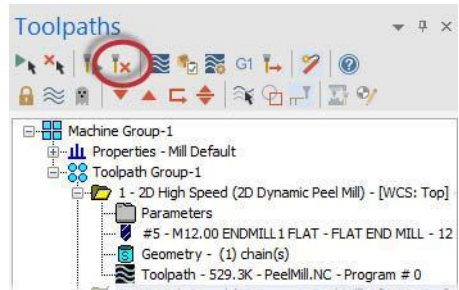 Toolpaths
G1
Machine Group-1
Properties - Mill Default
Toolpath Group-1
1 - 2D High Speed (2D Dynamic Peel Mill) - [WCS: Top]
Parameters
#5 - M12.00 ENDMILL1 FLAT - FLAT END MILL - 12
Geometry - (1) chain(s)
Toolpath - 529.3K - PeelMill.NC - Program # 0